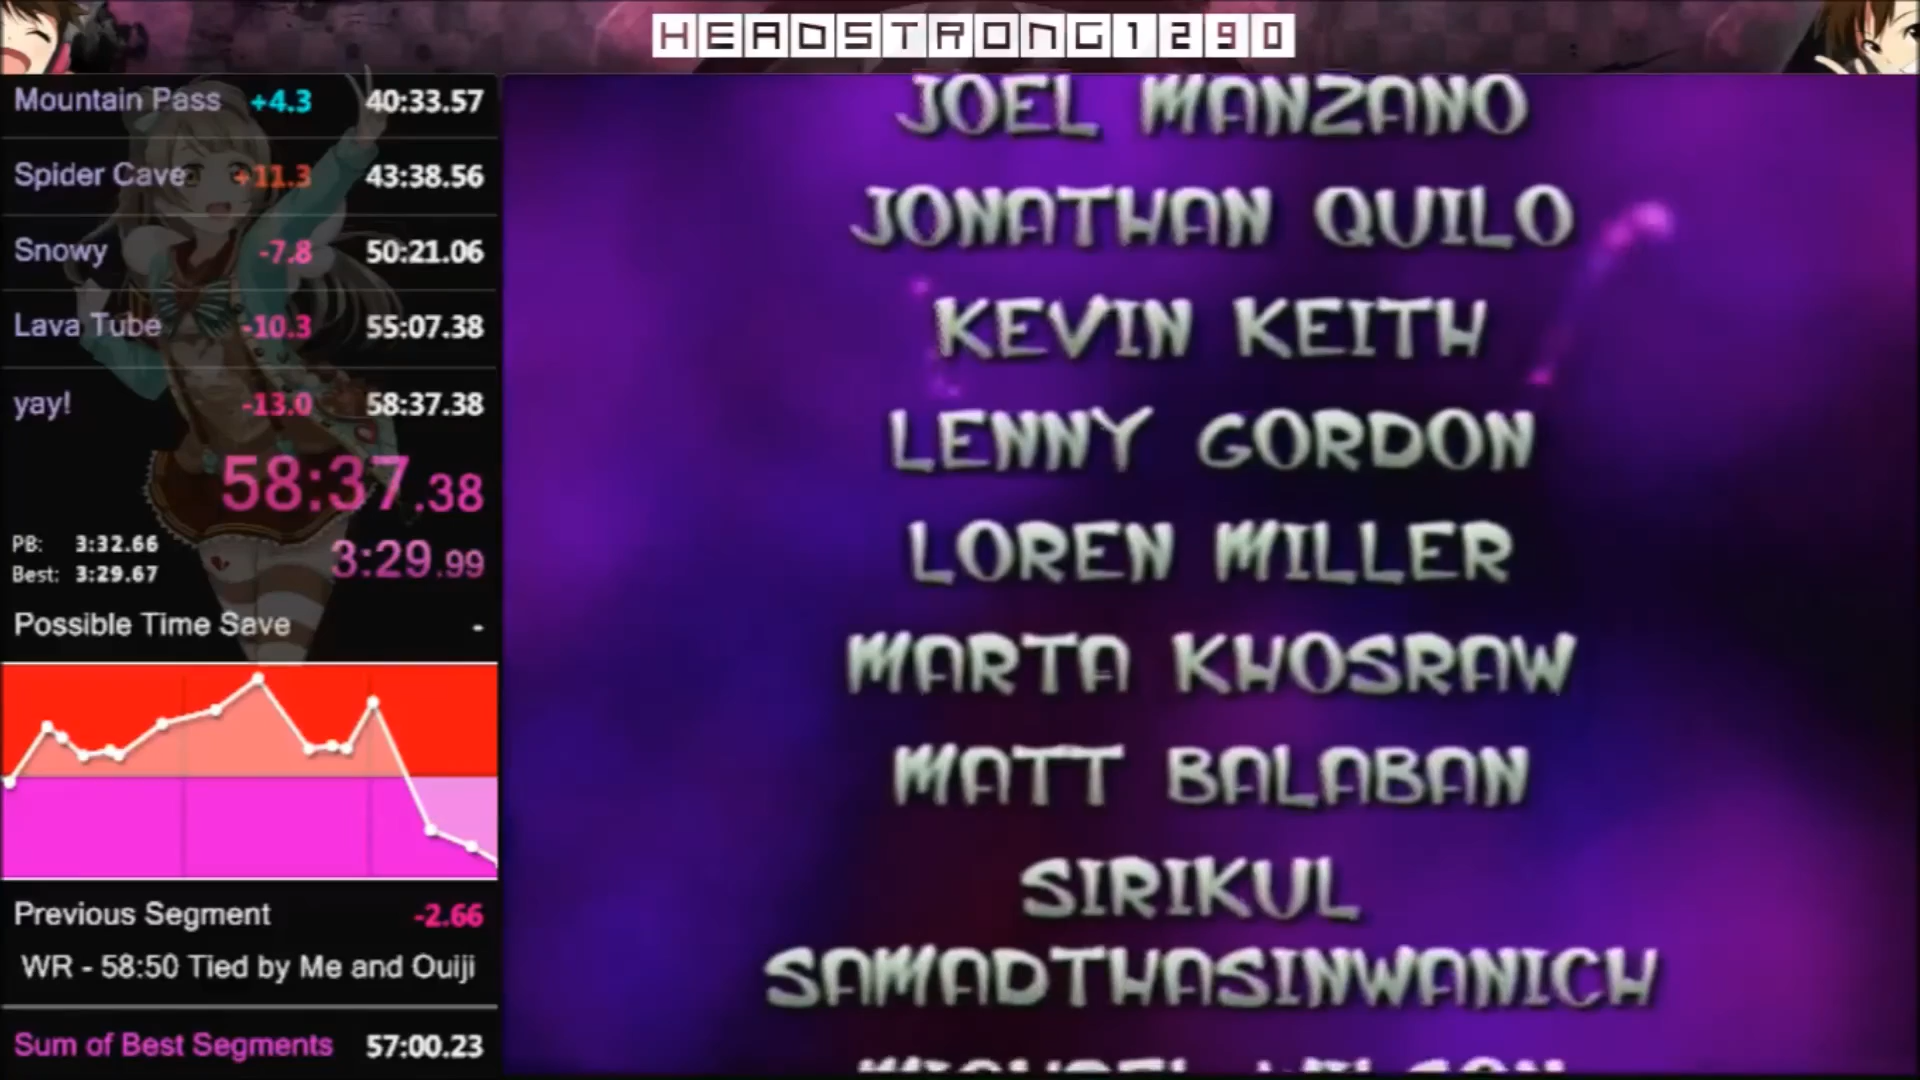 HEADSTRONG1290
Mountain Pass +4.3 40:33.57
Spider Cave +11.3 43:38.56
Snowy -7.8 50:21.06
Lava Tube -10.3 55:07.38
yay! -13.0 58:37.38
58:37.38
PB: 3:32.66
Best: 3:29.67
3:29.99
Possible Time Save -
Previous Segment -2.66
WR - 58:50 Tied by Me and Ouiji
Sum of Best Segments 57:00.23
JOEL MANZANO
JONATHAN QUILO
KEVIN KEITH
LENNY GORDON
LOREN MILLER
MARTA KHOSRAW
MATT BALABAN
SIRIKUL
SAMADTHASINWANICH